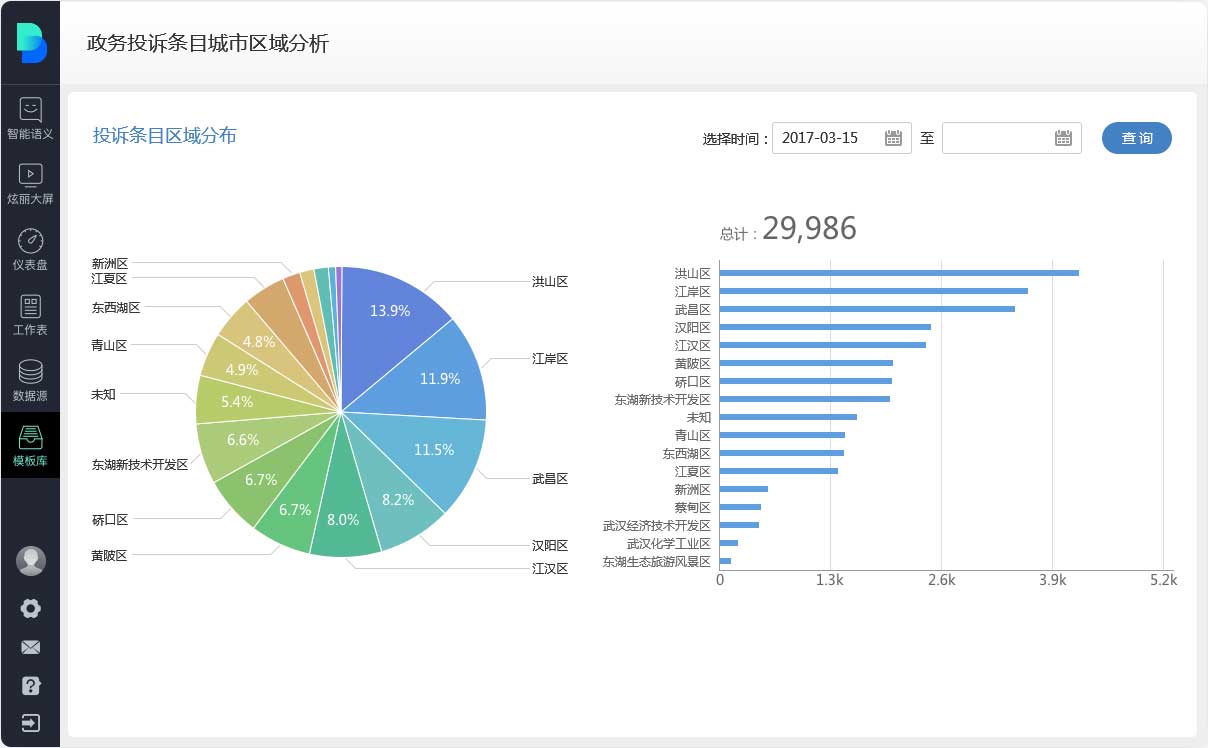 政务投诉条目城市区域分析
智能语义
炫丽大屏
仪表盘
工作表
数据源
模板库
投诉条目区域分布
选择时间：
2017-03-15
至
查 询
新洲区
江夏区
东西湖区
青山区
未知
东湖新技术开发区
硚口区
黄陂区
洪山区
江岸区
武昌区
汉阳区
江汉区
13.9%
11.9%
11.5%
8.2%
8.0%
6.7%
6.7%
6.6%
5.4%
4.9%
4.8%
总计：29,986
洪山区
江岸区
武昌区
汉阳区
江汉区
黄陂区
硚口区
东湖新技术开发区
未知
青山区
东西湖区
江夏区
新洲区
蔡甸区
武汉经济技术开发区
武汉化学工业区
东湖生态旅游风景区
0 1.3k 2.6k 3.9k 5.2k